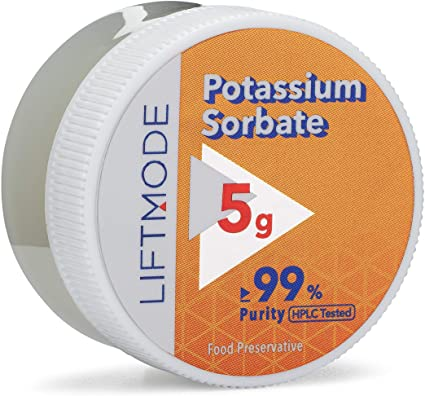 LIFTMODE
Potassium
Sorbate
5g
≥99%
Purity HPLC Tested
Food Preservative